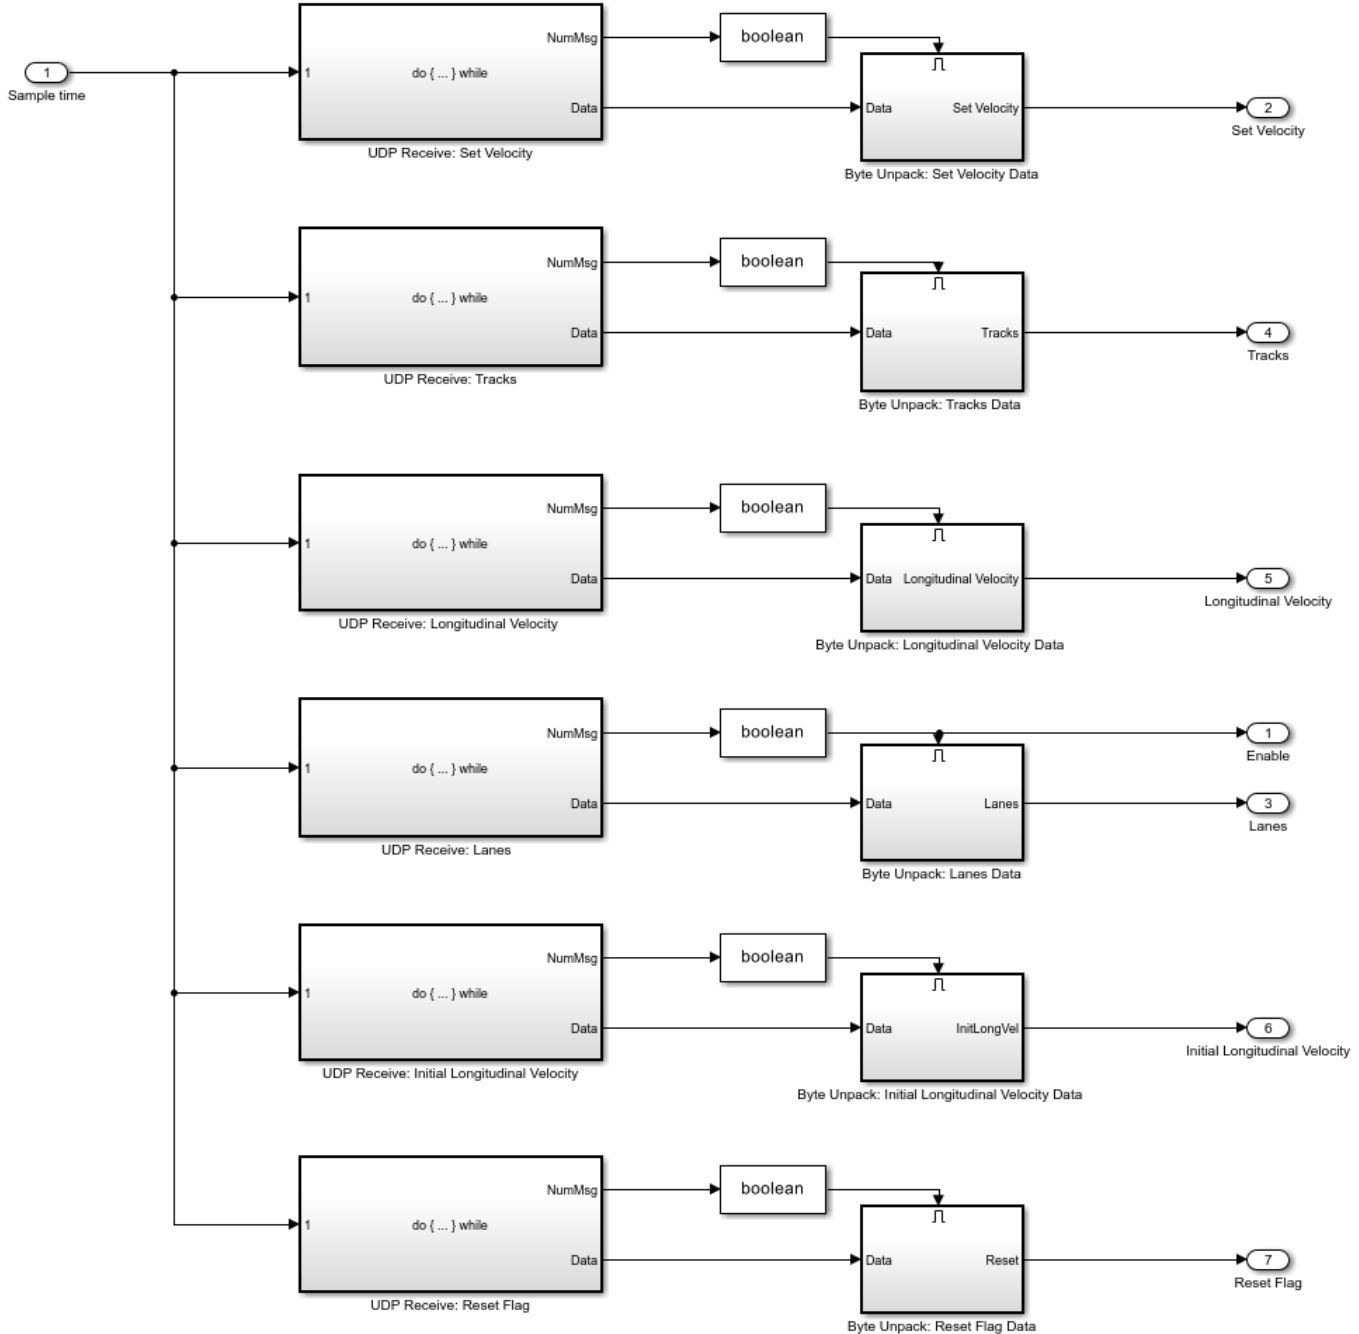 1
Sample time
1
do { ... } while
NumMsg
Data
UDP Receive: Set Velocity
boolean
Data
Set Velocity
Byte Unpack: Set Velocity Data
2
Set Velocity
1
do { ... } while
NumMsg
Data
UDP Receive: Tracks
boolean
Data
Tracks
Byte Unpack: Tracks Data
4
Tracks
1
do { ... } while
NumMsg
Data
UDP Receive: Longitudinal Velocity
boolean
Data
Longitudinal Velocity
Byte Unpack: Longitudinal Velocity Data
5
Longitudinal Velocity
1
do { ... } while
NumMsg
Data
UDP Receive: Lanes
boolean
Data
Lanes
Byte Unpack: Lanes Data
1
Enable
3
Lanes
1
do { ... } while
NumMsg
Data
UDP Receive: Initial Longitudinal Velocity
boolean
Data
InitLongVel
Byte Unpack: Initial Longitudinal Velocity Data
6
Initial Longitudinal Velocity
1
do { ... } while
NumMsg
Data
UDP Receive: Reset Flag
boolean
Data
Reset
Byte Unpack: Reset Flag Data
7
Reset Flag